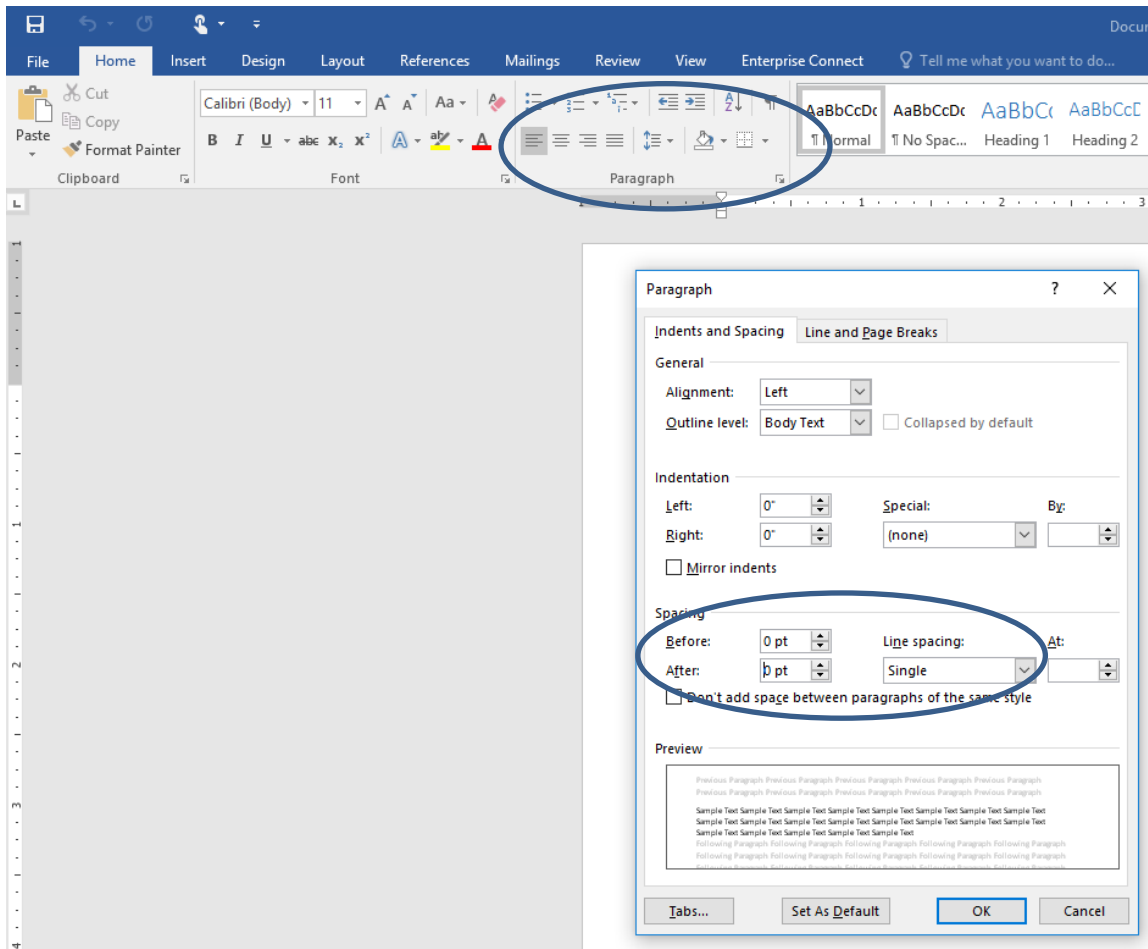 Docum
File Home Insert Design Layout References Mailings Review View Enterprise Connect Tell me what you want to do...
Cut
Copy
Format Painter
Paste
Calibri (Body) 11 A A Aa
B I U abc x₂ x² A aby A
AaBbCcDc AaBbCcDc AaBbCc AaBbCcD
¶ Normal ¶ No Spac... Heading 1 Heading 2
Clipboard Font Paragraph
1 2 3
Paragraph ?
Indents and Spacing Line and Page Breaks
General
Alignment: Left
Outline level: Body Text Collapsed by default
Indentation
Left: 0" Special: By:
Right: 0" (none)
Mirror indents
Spacing
Before: 0 pt Line spacing: At:
After: 0 pt Single
Don't add space between paragraphs of the same style
Preview
Previous Paragraph Previous Paragraph Previous Paragraph Previous Paragraph Previous Paragraph
Previous Paragraph Previous Paragraph Previous Paragraph Previous Paragraph Previous Paragraph
Sample Text Sample Text Sample Text Sample Text Sample Text Sample Text Sample Text Sample Text
Sample Text Sample Text Sample Text Sample Text Sample Text Sample Text Sample Text Sample Text
Sample Text Sample Text Sample Text Sample Text Sample Text
Following Paragraph Following Paragraph Following Paragraph Following Paragraph Following Paragraph
Following Paragraph Following Paragraph Following Paragraph Following Paragraph Following Paragraph
Tabs... Set As Default OK Cancel